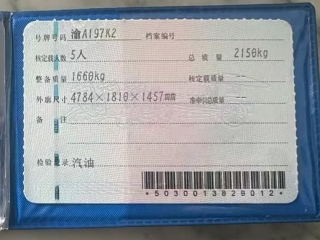 号牌号码 渝A197K2 档案编号
核定载人数 5人 总质量 2150kg
整备质量 1660kg 核定载质量 --
外廓尺寸 4784×1810×1457mm 准牵引总质量 --
备注
检验记录 汽油
*5030013829012*